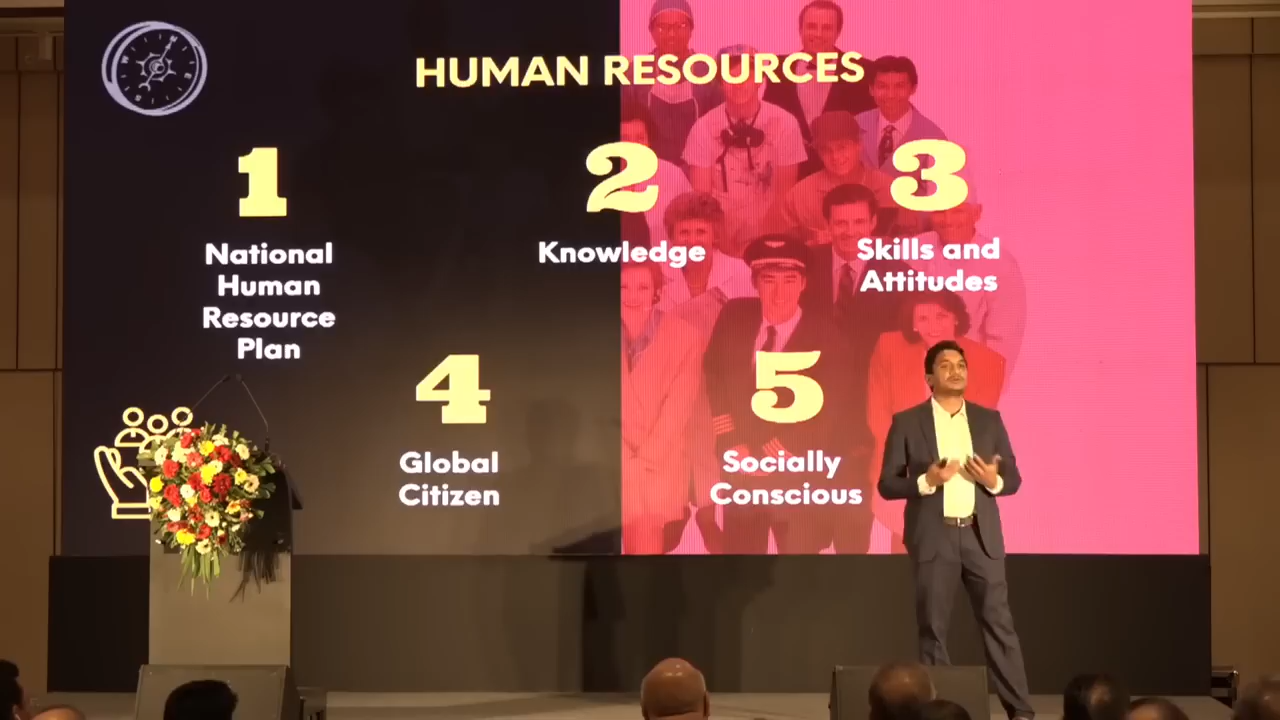 HUMAN RESOURCES
1
National
Human
Resource
Plan
2
Knowledge
3
Skills and
Attitudes
4
Global
Citizen
5
Socially
Conscious